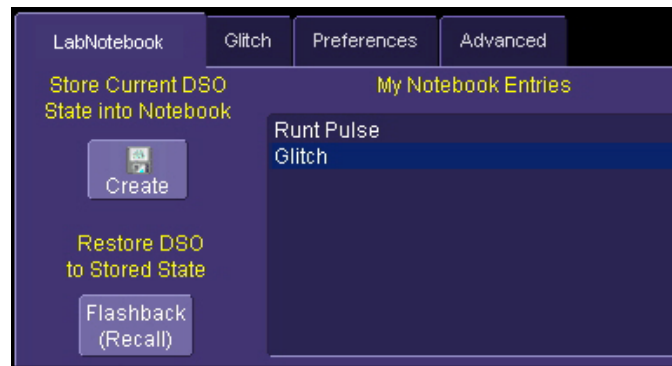 LabNotebook
Glitch
Preferences
Advanced
Store Current DSO
State into Notebook
Create
Restore DSO
to Stored State
Flashback
(Recall)
My Notebook Entries
Runt Pulse
Glitch